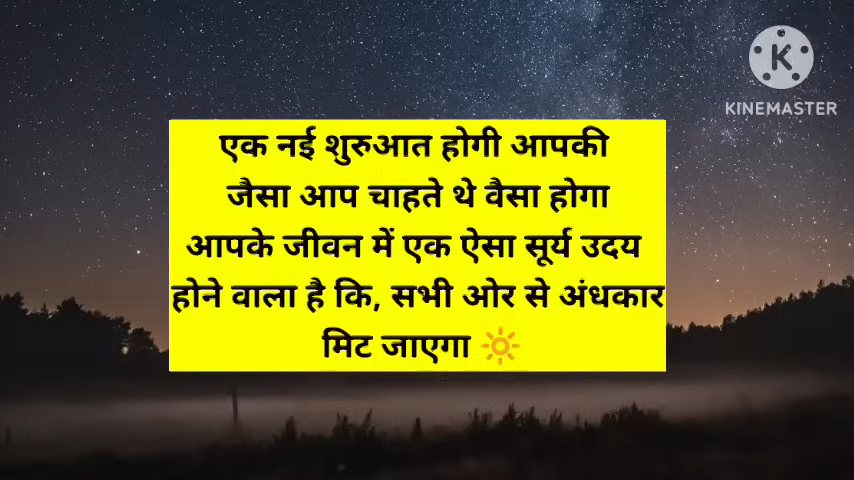 KINEMASTER
एक नई शुरुआत होगी आपकी
जैसा आप चाहते थे वैसा होगा
आपके जीवन में एक ऐसा सूर्य उदय
होने वाला है कि, सभी ओर से अंधकार
मिट जाएगा 🔆